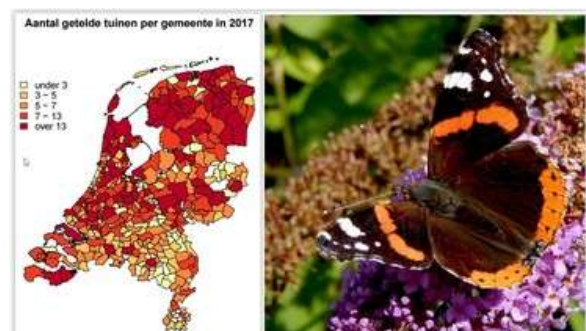 Aantal getelde tuinen per gemeente in 2017
under 3
3 – 5
5 – 7
7 – 13
over 13